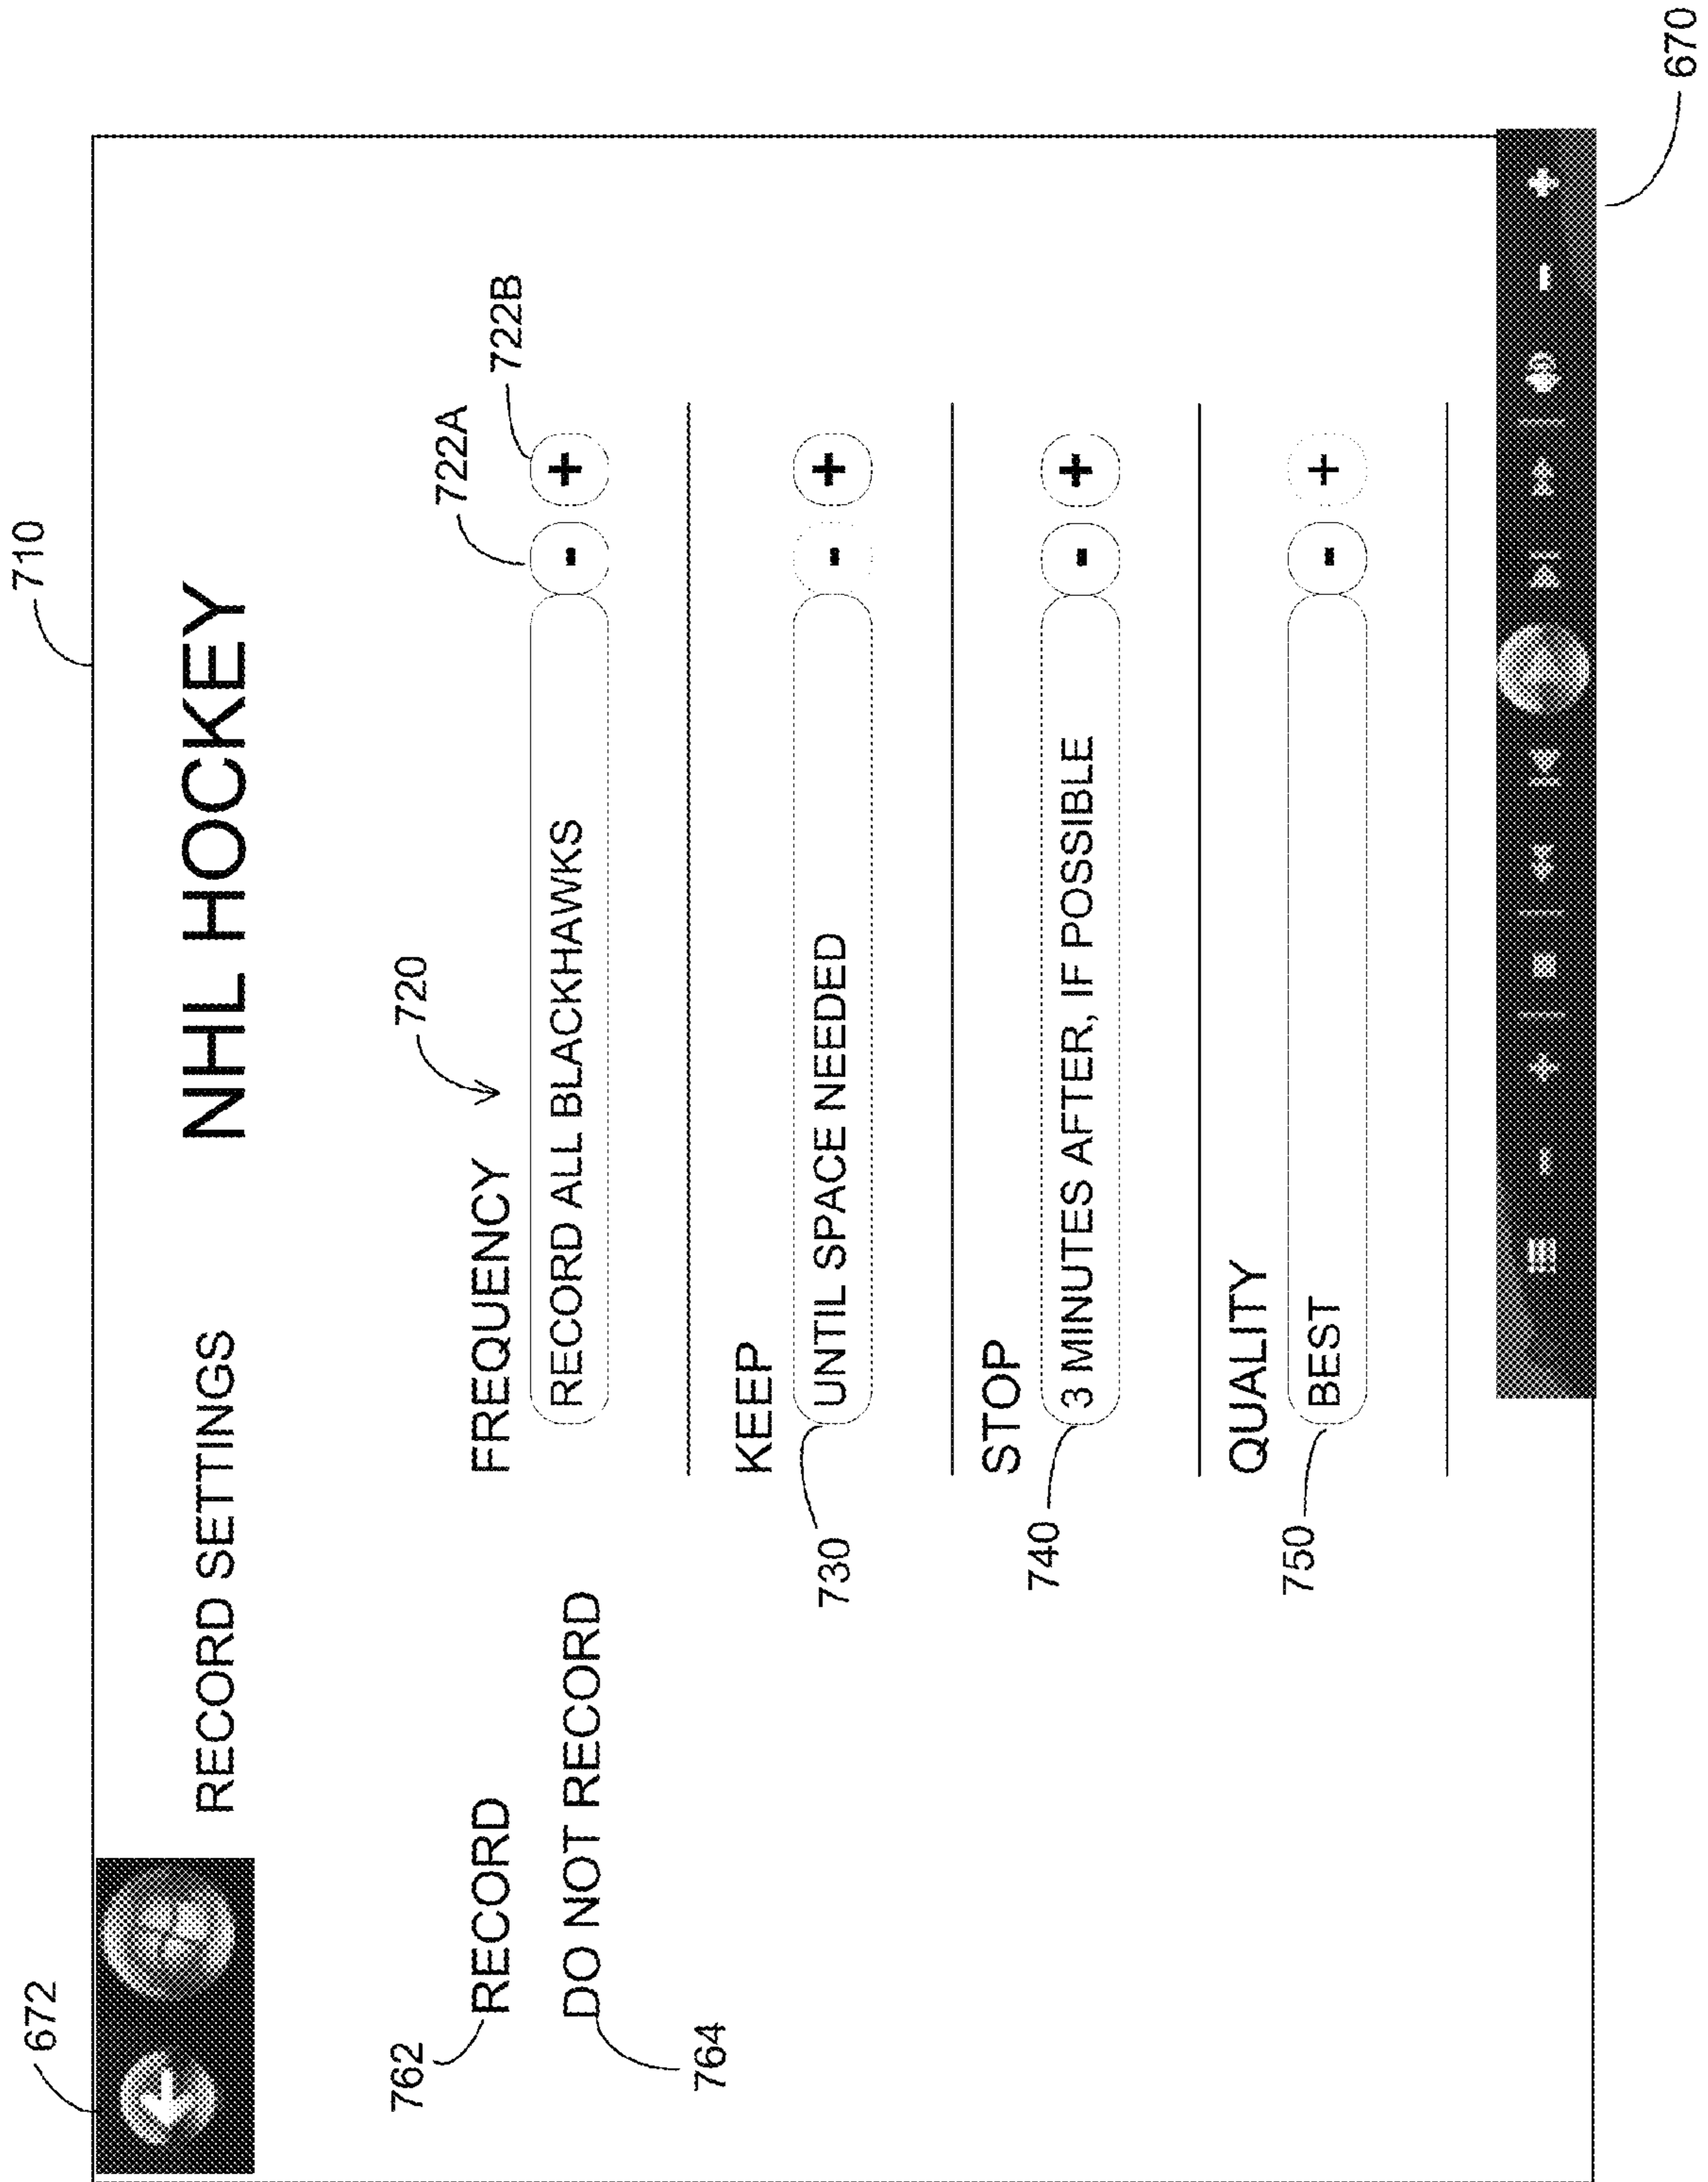 710
672
RECORD SETTINGS
NHL HOCKEY
762
RECORD
DO NOT RECORD
764
FREQUENCY
720
722A
722B
RECORD ALL BLACKHAWKS
- +
KEEP
730
UNTIL SPACE NEEDED
- +
STOP
740
3 MINUTES AFTER, IF POSSIBLE
- +
QUALITY
750
BEST
- +
670